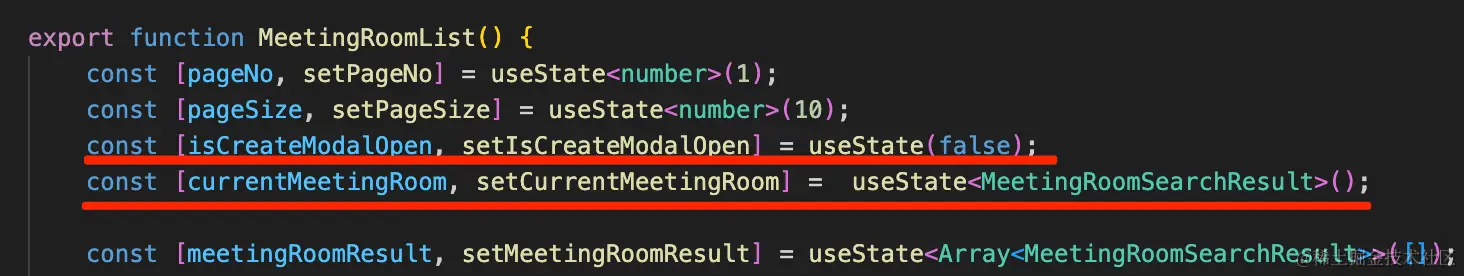 export function MeetingRoomList() {
    const [pageNo, setPageNo] = useState<number>(1);
    const [pageSize, setPageSize] = useState<number>(10);
    const [isCreateModalOpen, setIsCreateModalOpen] = useState(false);
    const [currentMeetingRoom, setCurrentMeetingRoom] =  useState<MeetingRoomSearchResult>();
    const [meetingRoomResult, setMeetingRoomResult] = useState<Array<MeetingRoomSearchResult>>([]);
@稀土掘金技术社区